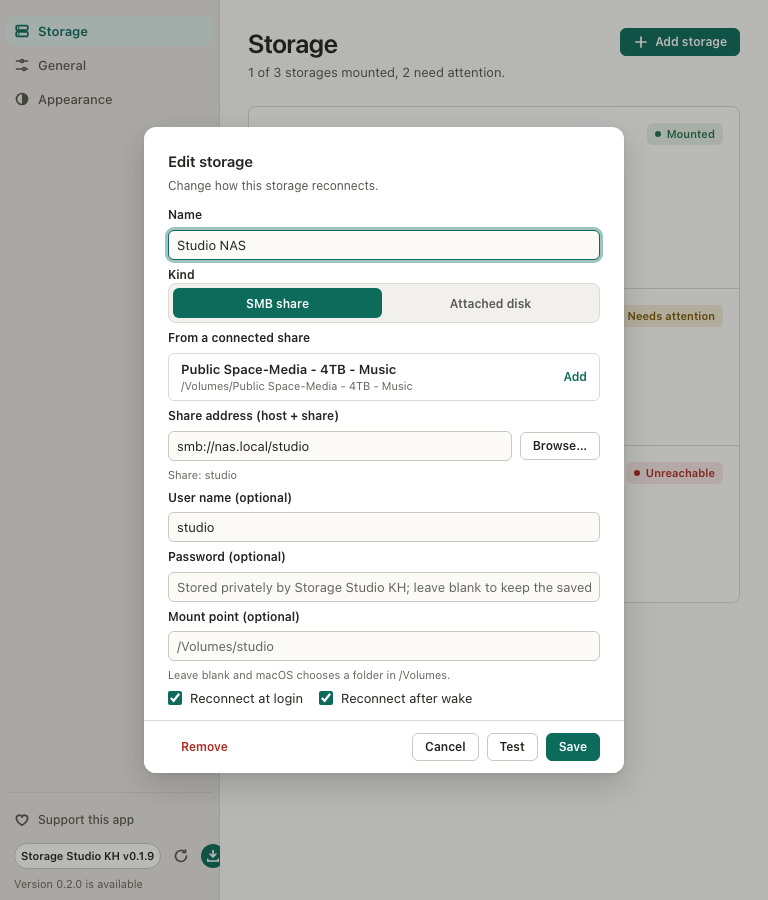 Storage
General
Appearance
Storage
1 of 3 storages mounted, 2 need attention.
Add storage
Mounted
Needs attention
Unreachable
Edit storage
Change how this storage reconnects.
Name
Studio NAS
Kind
SMB share
Attached disk
From a connected share
Public Space-Media - 4TB - Music
/Volumes/Public Space-Media - 4TB - Music
Add
Share address (host + share)
smb://nas.local/studio
Browse...
Share: studio
User name (optional)
studio
Password (optional)
Stored privately by Storage Studio KH; leave blank to keep the saved
Mount point (optional)
/Volumes/studio
Leave blank and macOS chooses a folder in /Volumes.
Reconnect at login
Reconnect after wake
Remove
Cancel
Test
Save
Support this app
Storage Studio KH v0.1.9
Version 0.2.0 is available